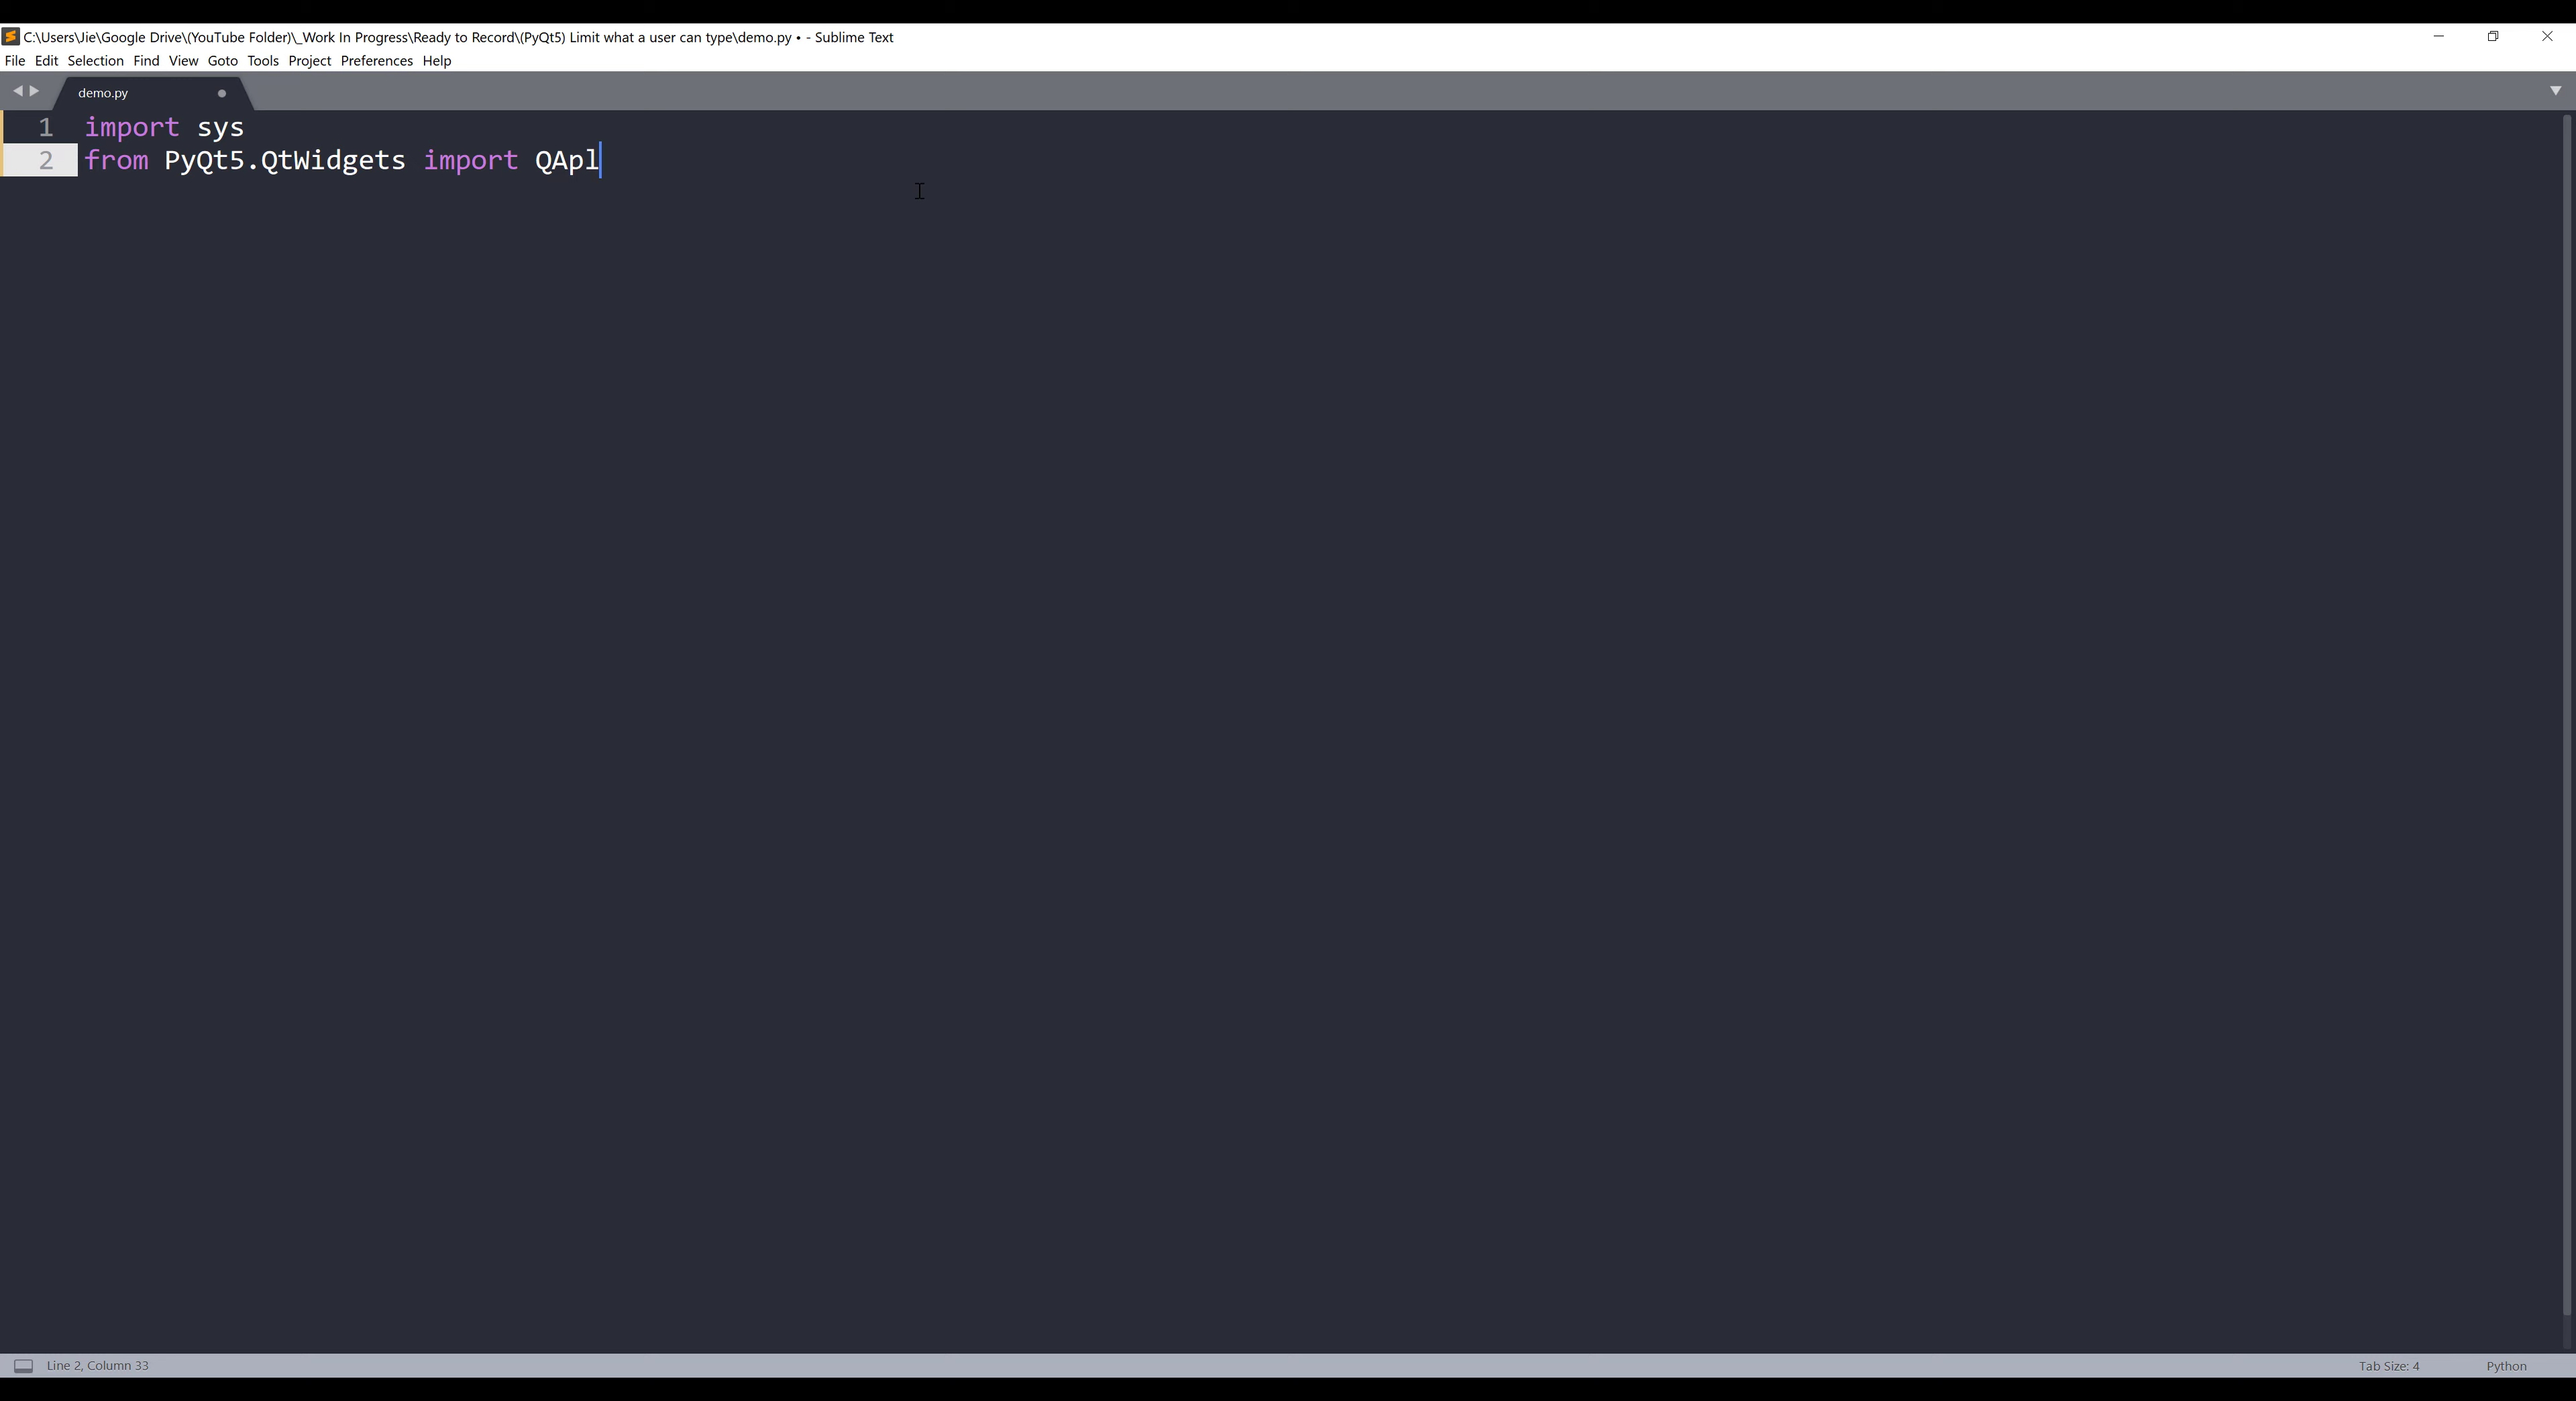 C:\Users\Jie\Google Drive\(YouTube Folder)\_Work In Progress\Ready to Record\(PyQt5) Limit what a user can type\demo.py • - Sublime Text
File Edit Selection Find View Goto Tools Project Preferences Help
demo.py
1 import sys
2 from PyQt5.QtWidgets import QApl
Line 2, Column 33 Tab Size: 4 Python